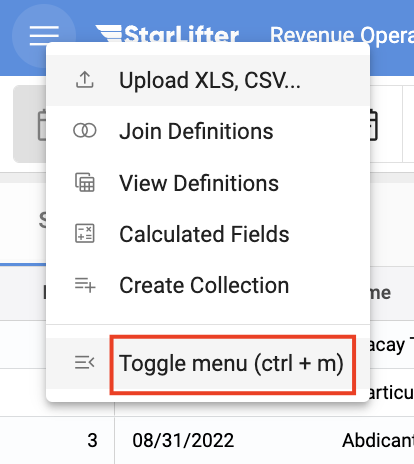 StarLifter Revenue Opera
Upload XLS, CSV...
Join Definitions
View Definitions
Calculated Fields
Create Collection
me
Toggle menu (ctrl + m)
acay T
articu
3 08/31/2022 Abdicant